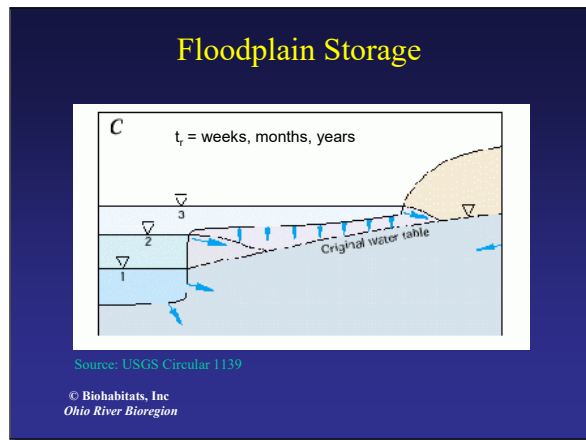 Floodplain Storage
C
tᵣ = weeks, months, years
3
2
1
Original water table
Source: USGS Circular 1139
© Biohabitats, Inc
Ohio River Bioregion